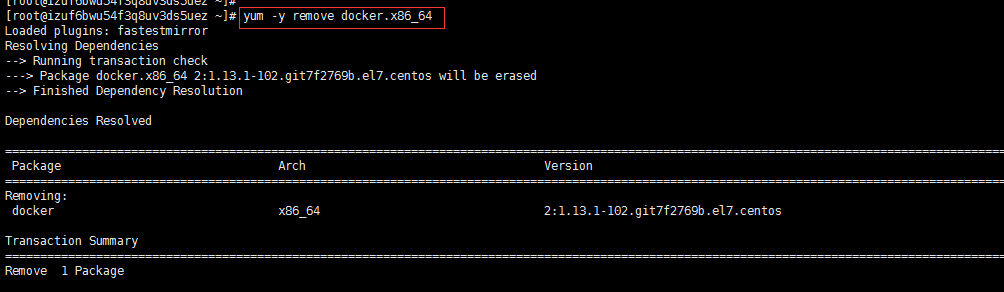 [root@izuf6bwu54f3q8uv3ds5uez ~]#
[root@izuf6bwu54f3q8uv3ds5uez ~]# yum -y remove docker.x86_64
Loaded plugins: fastestmirror
Resolving Dependencies
--> Running transaction check
---> Package docker.x86_64 2:1.13.1-102.git7f2769b.el7.centos will be erased
--> Finished Dependency Resolution
Dependencies Resolved
================================================================================
Package Arch Version
================================================================================
Removing:
docker x86_64 2:1.13.1-102.git7f2769b.el7.centos
Transaction Summary
================================================================================
Remove 1 Package